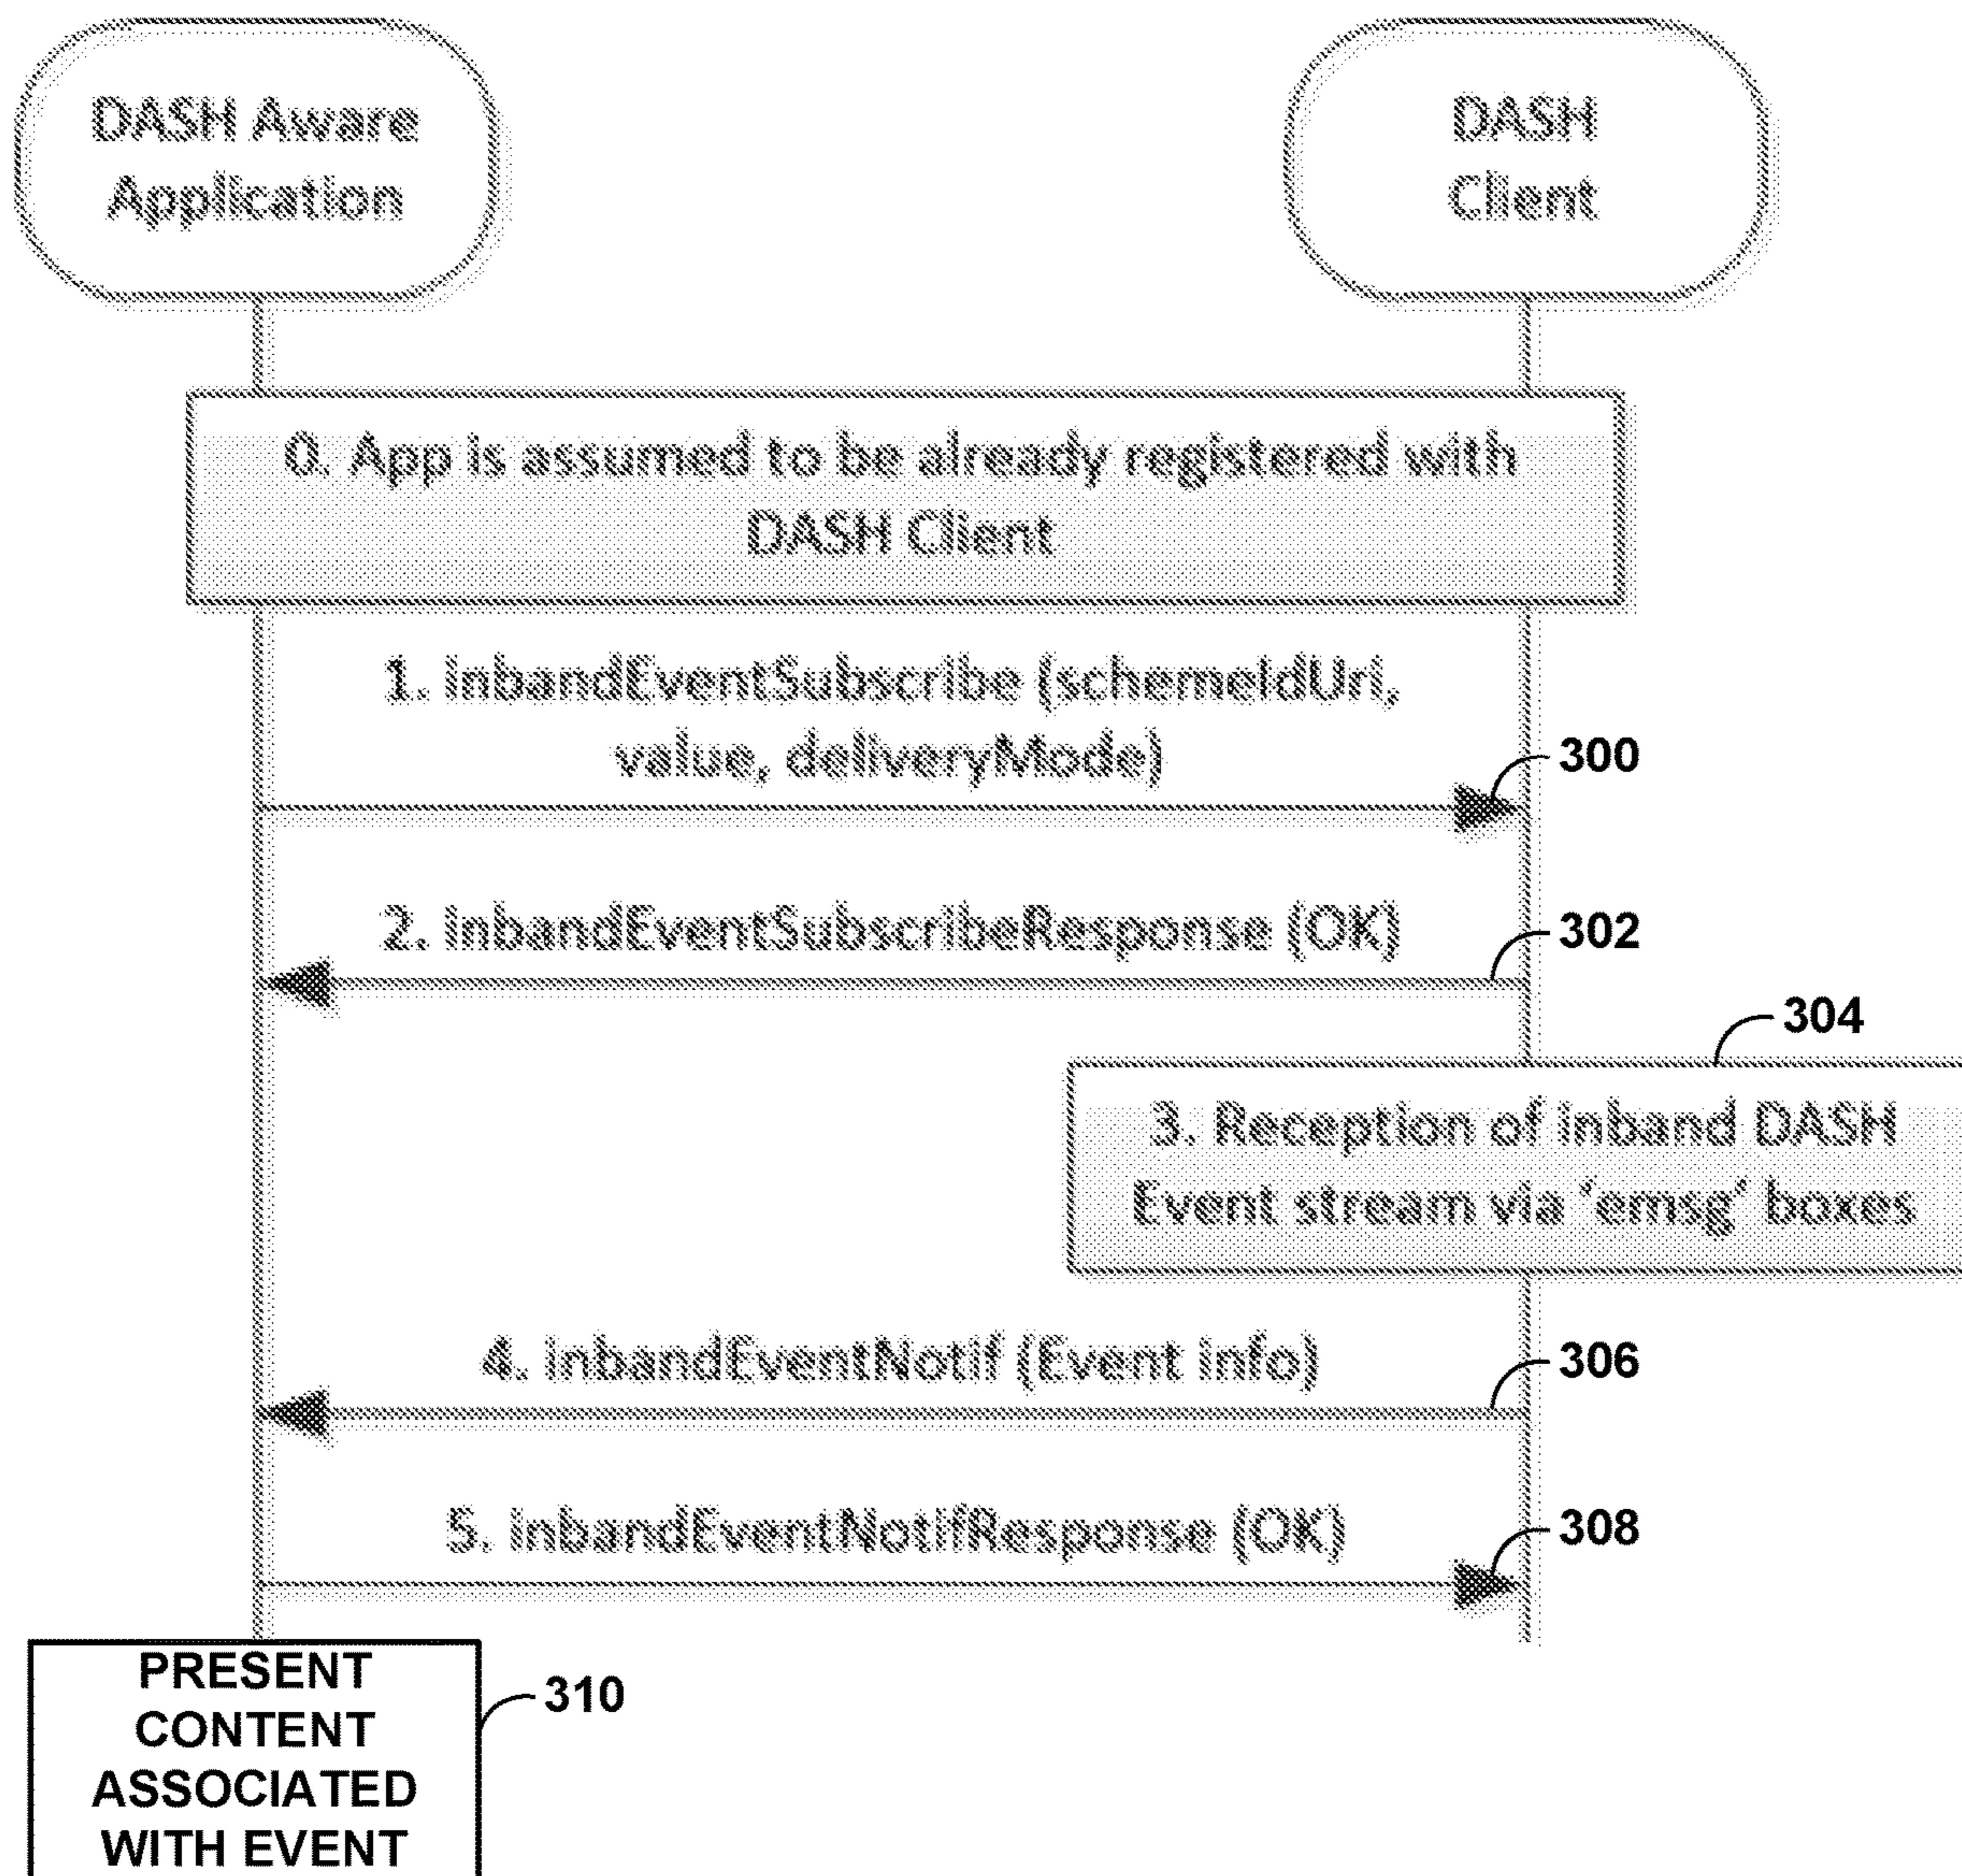 DASH Aware
Application
DASH
Client
0. App is assumed to be already registered with
DASH Client
1. inbandEventSubscribe (schemeIdUri,
value, deliveryMode)
300
2. inbandEventSubscribeResponse (OK)
302
304
3. Reception of inband DASH
Event stream via ‘emsg’ boxes
4. inbandEventNotif (Event info)
306
5. inbandEventNotifResponse (OK)
308
PRESENT
CONTENT
ASSOCIATED
WITH EVENT
310